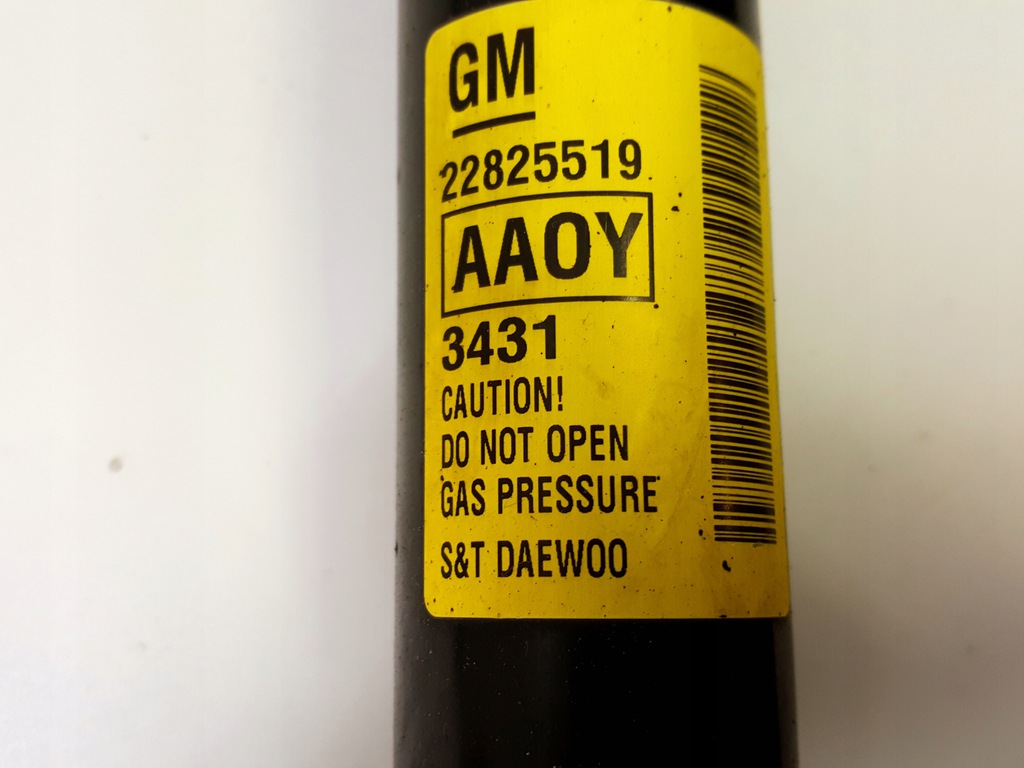 GM
22825519
AAOY
3431
CAUTION!
DO NOT OPEN
GAS PRESSURE
S&T DAEWOO